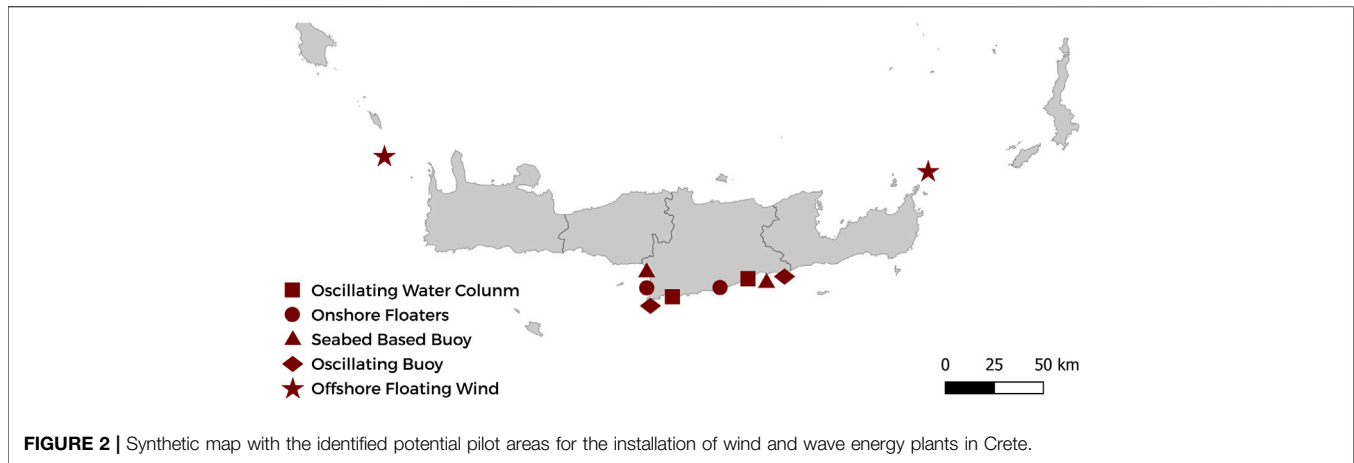 Oscillating Water Colunm
Onshore Floaters
Seabed Based Buoy
Oscillating Buoy
Offshore Floating Wind
0 25 50 km
FIGURE 2 | Synthetic map with the identified potential pilot areas for the installation of wind and wave energy plants in Crete.